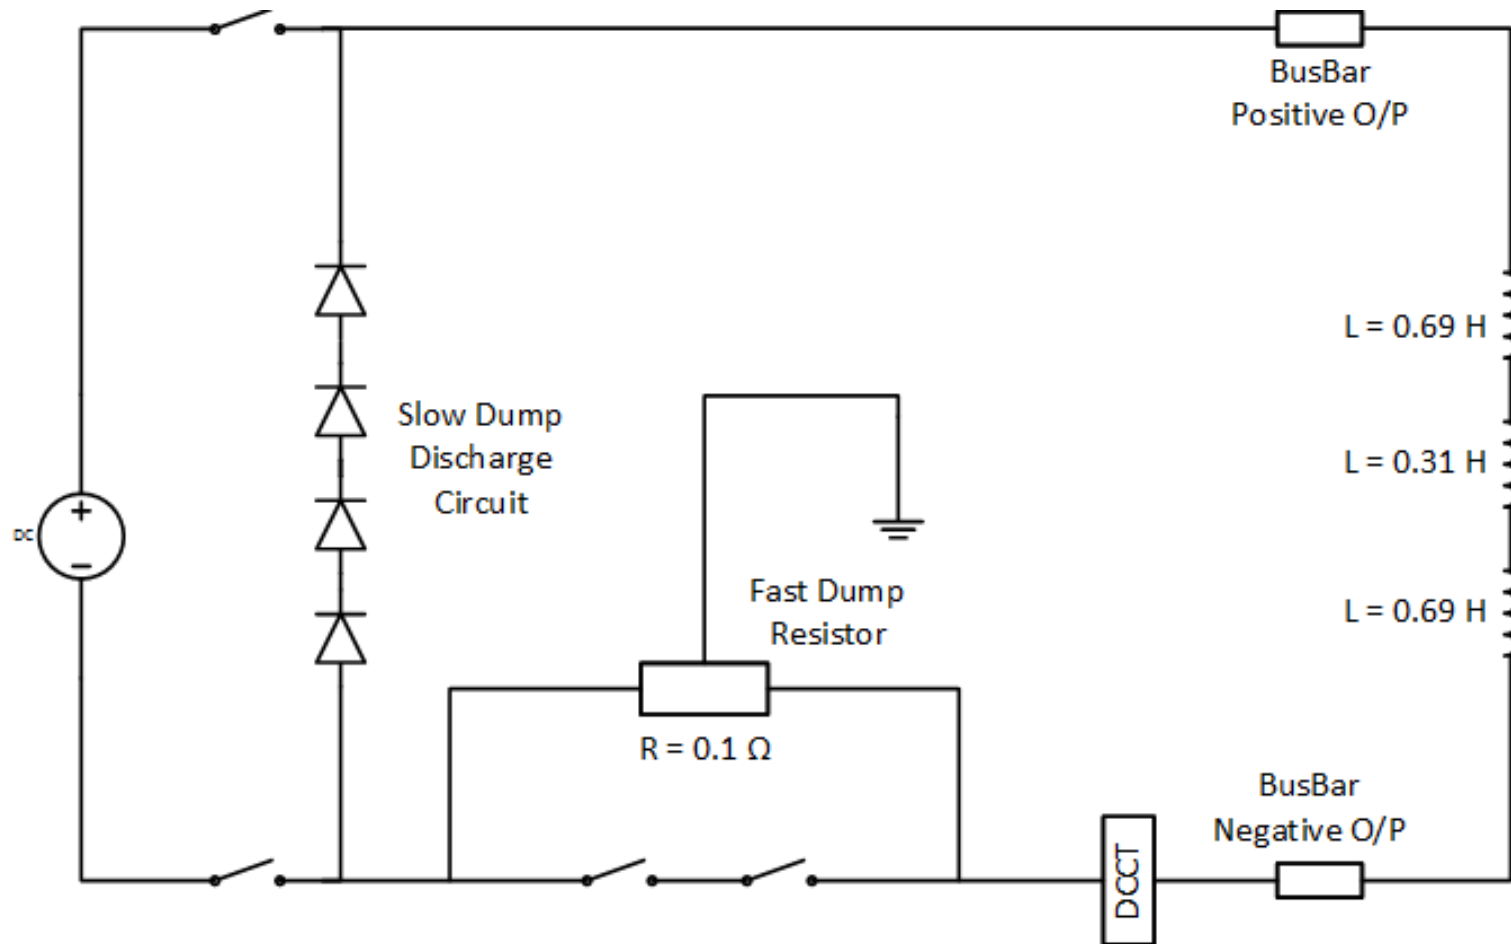 BusBar
Positive O/P
L = 0.69 H
Slow Dump
Discharge
Circuit
L = 0.31 H
DC
+
−
Fast Dump
Resistor
L = 0.69 H
R = 0.1 Ω
BusBar
Negative O/P
DCCT